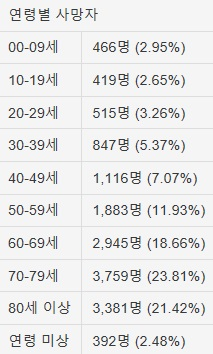 연령별 사망자
00-09세 466명 (2.95%)
10-19세 419명 (2.65%)
20-29세 515명 (3.26%)
30-39세 847명 (5.37%)
40-49세 1,116명 (7.07%)
50-59세 1,883명 (11.93%)
60-69세 2,945명 (18.66%)
70-79세 3,759명 (23.81%)
80세 이상 3,381명 (21.42%)
연령 미상 392명 (2.48%)